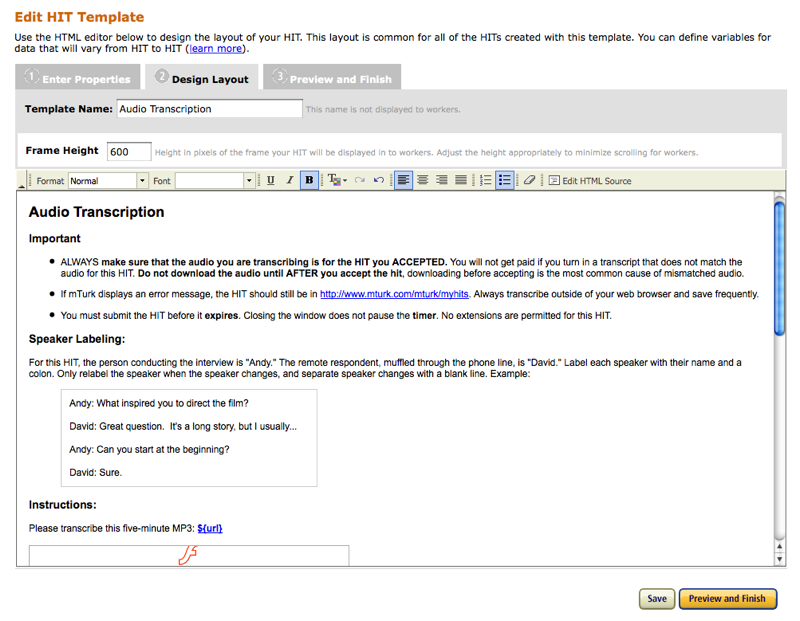 Edit HIT Template
Use the HTML editor below to design the layout of your HIT. This layout is common for all of the HITs created with this template. You can define variables for
data that will vary from HIT to HIT (learn more).
1 Enter Properties 2 Design Layout 3 Preview and Finish
Template Name: Audio Transcription This name is not displayed to workers.
Frame Height 600 Height in pixels of the frame your HIT will be displayed in to workers. Adjust the height appropriately to minimize scrolling for workers.
Format Normal Font U I B T Edit HTML Source
Audio Transcription
Important
• ALWAYS make sure that the audio you are transcribing is for the HIT you ACCEPTED. You will not get paid if you turn in a transcript that does not match the
audio for this HIT. Do not download the audio until AFTER you accept the hit, downloading before accepting is the most common cause of mismatched audio.
• If mTurk displays an error message, the HIT should still be in http://www.mturk.com/mturk/myhits. Always transcribe outside of your web browser and save frequently.
• You must submit the HIT before it expires. Closing the window does not pause the timer. No extensions are permitted for this HIT.
Speaker Labeling:
For this HIT, the person conducting the interview is "Andy." The remote respondent, muffled through the phone line, is "David." Label each speaker with their name and a
colon. Only relabel the speaker when the speaker changes, and separate speaker changes with a blank line. Example:
Andy: What inspired you to direct the film?
David: Great question. It's a long story, but I usually...
Andy: Can you start at the beginning?
David: Sure.
Instructions:
Please transcribe this five-minute MP3: ${url}
Save Preview and Finish